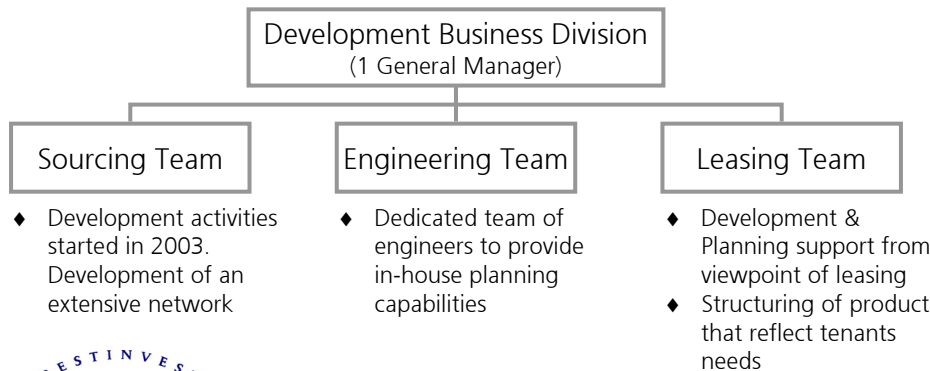 Development Business Division
(1 General Manager)
Sourcing Team
Engineering Team
Leasing Team
♦ Development activities
started in 2003.
Development of an
extensive network
♦ Dedicated team of
engineers to provide
in-house planning
capabilities
♦ Development &
Planning support from
viewpoint of leasing
♦ Structuring of product
that reflect tenants
needs